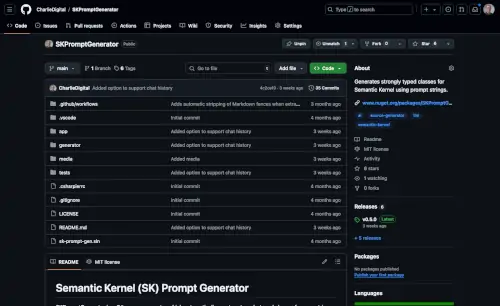 CharlieDigital / SKPromptGenerator
Type / to search
Code Issues Pull requests Actions Projects Wiki Security Insights Settings
SKPromptGenerator Public
Unpin Unwatch 1 Fork 0 Star 6
main 1 Branch 6 Tags Go to file Add file Code
CharlieDigital Added option to support chat history 3 weeks ago 35 Commits
.github/workflows Added automatic stripping of Markdown fences when extra... 3 months ago
.vscode Initial commit 4 months ago
app Added option to support chat history 3 weeks ago
generator Added option to support chat history 3 weeks ago
media Added media 3 months ago
tests Added option to support chat history 3 weeks ago
.csharpierrc Initial commit 4 months ago
.gitignore Initial commit 4 months ago
LICENSE Initial commit 4 months ago
README.md Added option to support chat history 3 weeks ago
sk-prompt-gen.sln Initial commit 4 months ago
README MIT license
Semantic Kernel (SK) Prompt Generator
About
Generates strongly typed classes for
Semantic Kernel using prompt strings.
www.nuget.org/packages/SKPromptG...
ai source-generator llm
semantic-kernel
Readme
MIT license
Activity
6 stars
1 watching
0 forks
Releases 6
v0.5.0 Latest
3 weeks ago
+ 5 releases
Packages
No packages published
Publish your first package
Languages